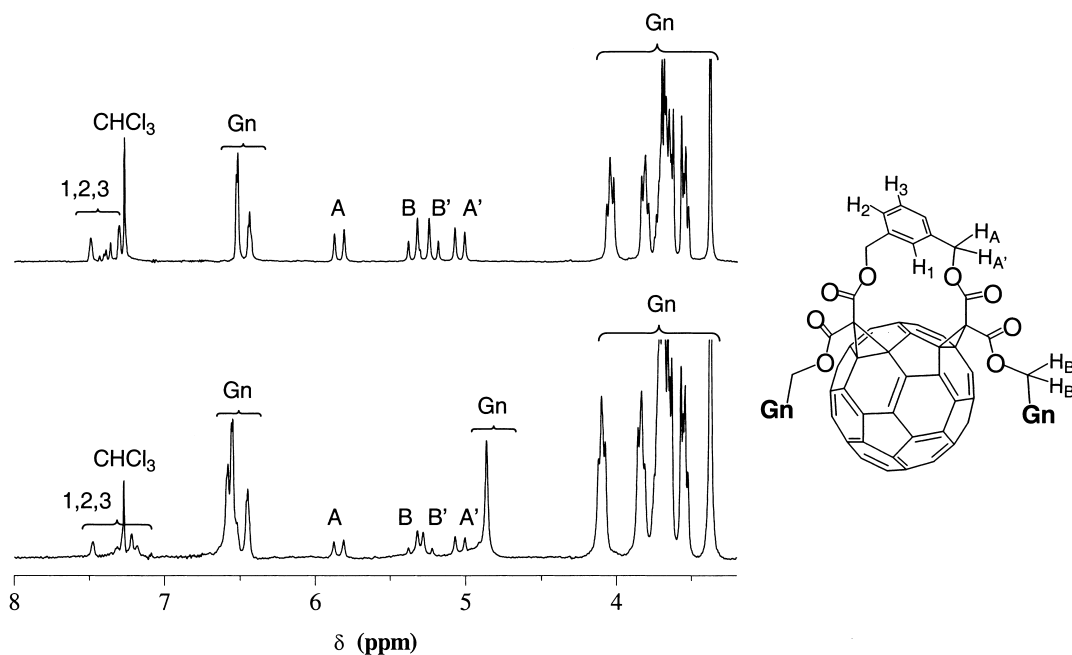 Gn
CHCl3
Gn
1,2,3
A
B
B'
A'
Gn
Gn
Gn
CHCl3
1,2,3
A
B
B'
A'
8
7
6
5
4
δ (ppm)
H3
H2
HA
HA'
H1
O
O
O
O
O
O
O
O
HB
HB
Gn
Gn